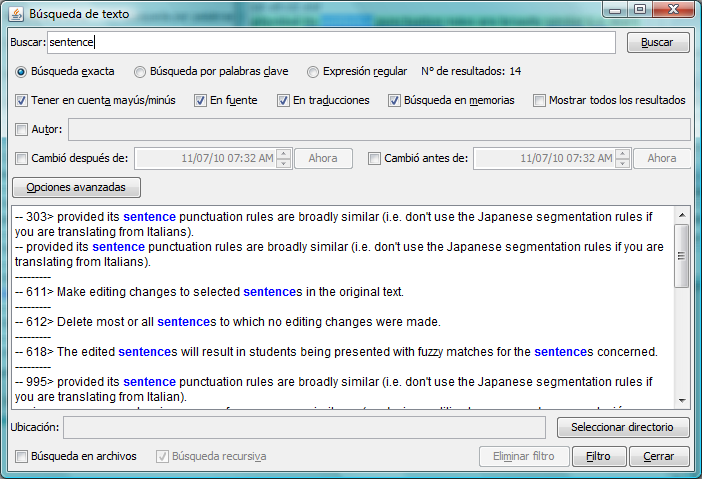 Búsqueda de texto
Buscar: sentence Buscar
Búsqueda exacta Búsqueda por palabras clave Expresión regular Nº de resultados: 14
Tener en cuenta mayús/minús En fuente En traducciones Búsqueda en memorias Mostrar todos los resultados
Autor:
Cambió después de: 11/07/10 07:32 AM Ahora Cambió antes de: 11/07/10 07:32 AM Ahora
Opciones avanzadas
-- 303> provided its sentence punctuation rules are broadly similar (i.e. don't use the Japanese segmentation rules if
you are translating from Italians).
-- provided its sentence punctuation rules are broadly similar (i.e. don't use the Japanese segmentation rules if you are
translating from Italians).
---------
-- 611> Make editing changes to selected sentences in the original text.
---------
-- 612> Delete most or all sentences to which no editing changes were made.
---------
-- 618> The edited sentences will result in students being presented with fuzzy matches for the sentences concerned.
---------
-- 995> provided its sentence punctuation rules are broadly similar (i.e. don't use the Japanese segmentation rules if
you are translating from Italian).
Ubicación: Seleccionar directorio
Búsqueda en archivos Búsqueda recursiva Eliminar filtro Filtro Cerrar